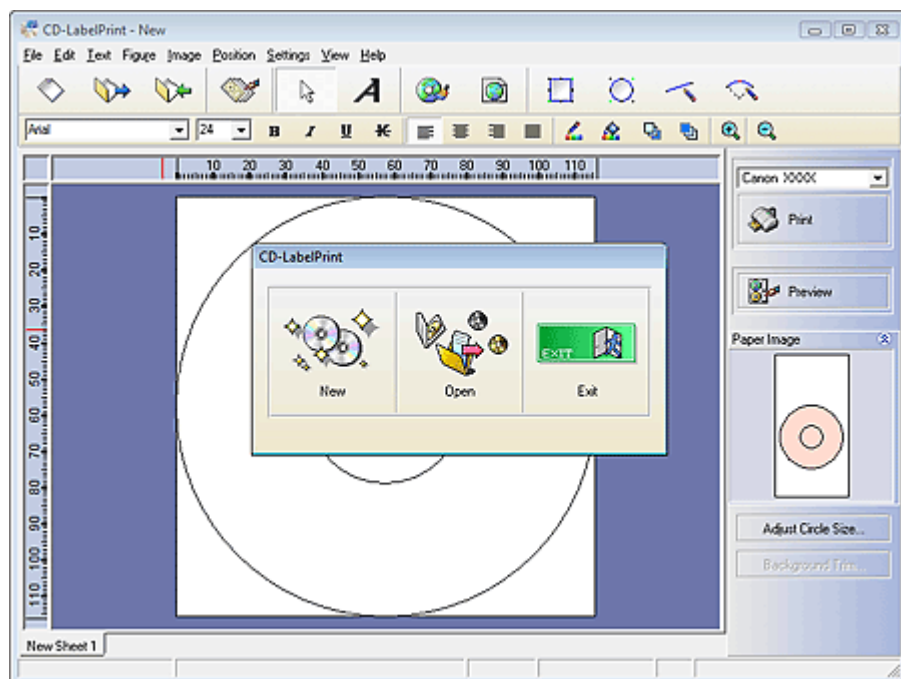 CD-LabelPrint - New
File Edit Text Figure Image Position Settings View Help
A
Arial 24 B I U K
10 20 30 40 50 60 70 80 90 100 110
Canon XXXX
Print
Preview
Paper Image
Adjust Circle Size...
Background Trim...
CD-LabelPrint
New Open EXIT Exit
10
20
30
40
50
60
70
80
90
100
110
New Sheet 1